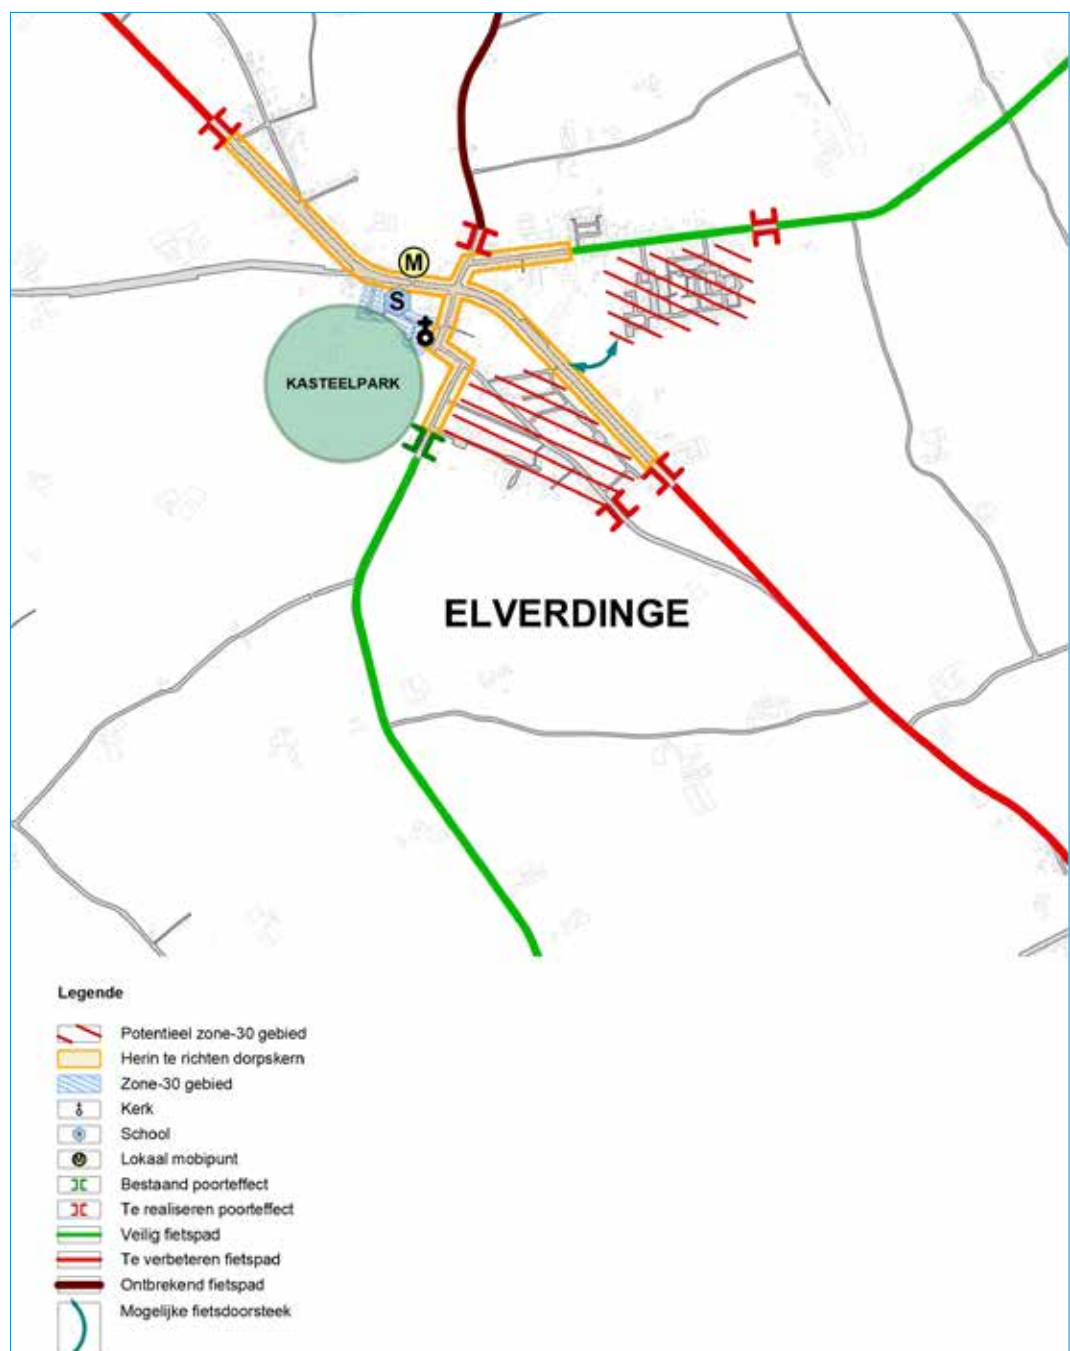 M
S
KASTEELPARK
ELVERDINGE
Legende
Potentieel zone-30 gebied
Herin te richten dorpskern
Zone-30 gebied
Kerk
School
Lokaal mobipunt
Bestaand poorteffect
Te realiseren poorteffect
Veilig fietspad
Te verbeteren fietspad
Ontbrekend fietspad
Mogelijke fietsdoorsteek